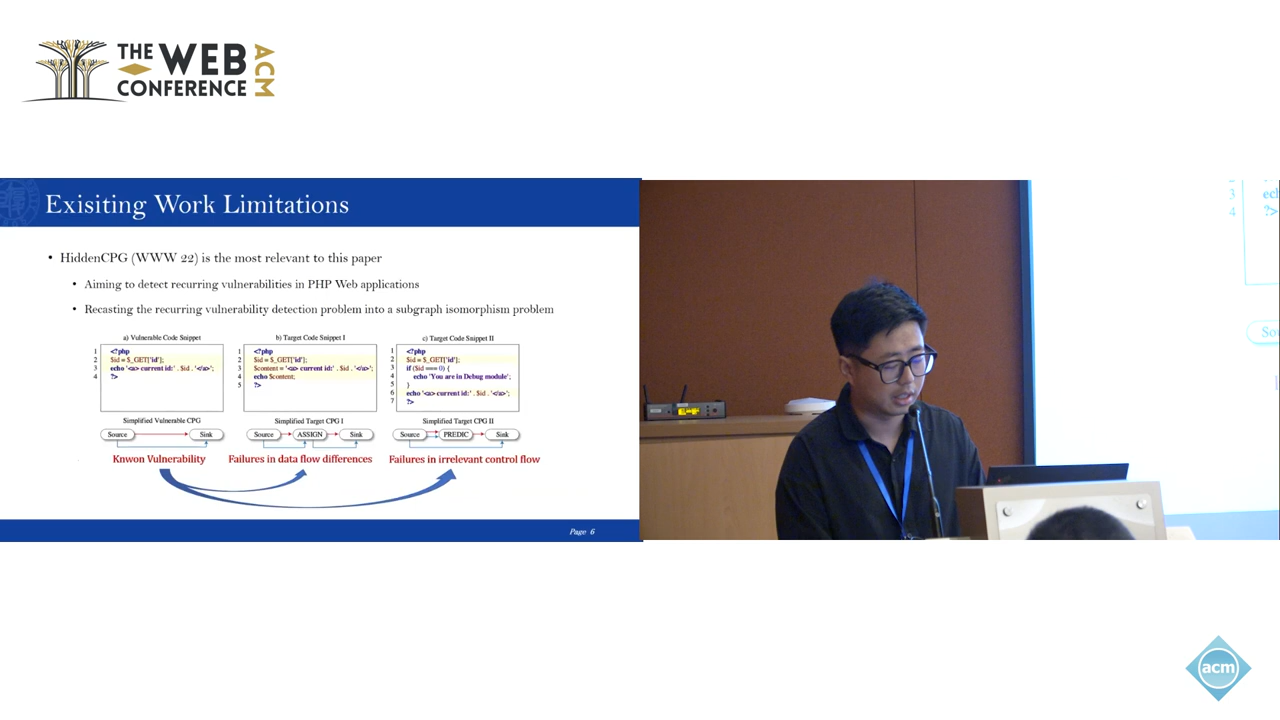 THE WEB
CONFERENCE
ACM
Exisiting Work Limitations
• HiddenCPG (WWW 22) is the most relevant to this paper
• Aiming to detect recurring vulnerabilities in PHP Web applications
• Recasting the recurring vulnerability detection problem into a subgraph isomorphism problem
a) Vulnerable Code Snippet
1 <?php
2 $id = $_GET['id'];
3 echo '<a> current id:' . $id . '</a>';
4 ?>
Simplified Vulnerable CPG
Source Sink
Knwon Vulnerability
b) Target Code Snippet I
1 <?php
2 $id = $_GET['id'];
3 $content = '<a> current id:' . $id . '</a>';
4 echo $content;
5 ?>
Simplified Target CPG I
Source ASSIGN Sink
Failures in data flow differences
c) Target Code Snippet II
1 <?php
2 $id = $_GET['id'];
3 if ($id === 0) {
4 echo 'You are in Debug module';
5 }
6 echo '<a> current id:' . $id . '</a>';
7 ?>
Simplified Target CPG II
Source PREDIC Sink
Failures in irrelevant control flow
Page 6
3 ech
4 ?>
So
acm